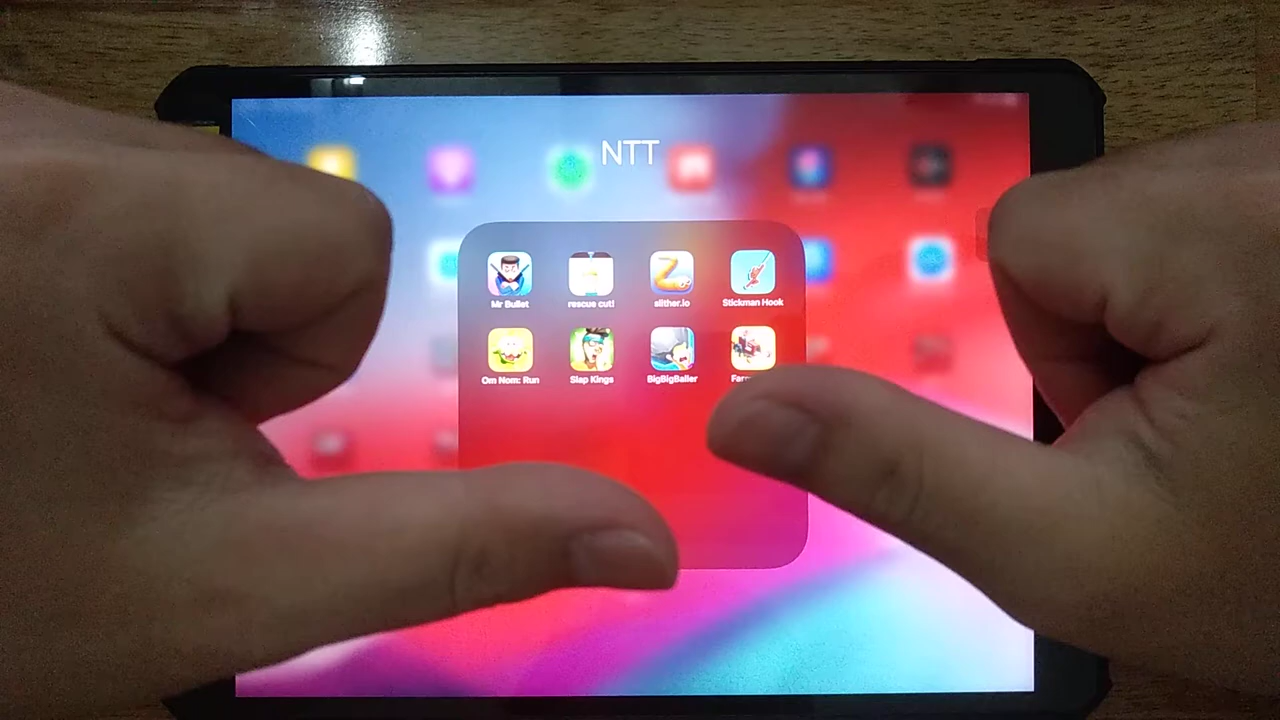 NTT
Mr Bullet
rescue cut!
slither.io
Stickman Hook
Om Nom: Run
Slap Kings
BigBigBaller